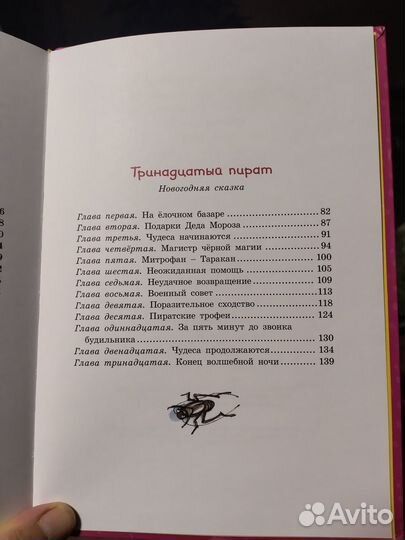 Тринадцатый пират
Новогодняя сказка
Глава первая. На ёлочном базаре 82
Глава вторая. Подарки Деда Мороза 87
Глава третья. Чудеса начинаются 91
Глава четвёртая. Магистр чёрной магии 94
Глава пятая. Митрофан – Таракан 100
Глава шестая. Неожиданная помощь 105
Глава седьмая. Неудачное возвращение 109
Глава восьмая. Военный совет 113
Глава девятая. Поразительное сходство 118
Глава десятая. Пиратские трофеи 124
Глава одиннадцатая. За пять минут до звонка
будильника 130
Глава двенадцатая. Чудеса продолжаются 134
Глава тринадцатая. Конец волшебной ночи 139
Avito